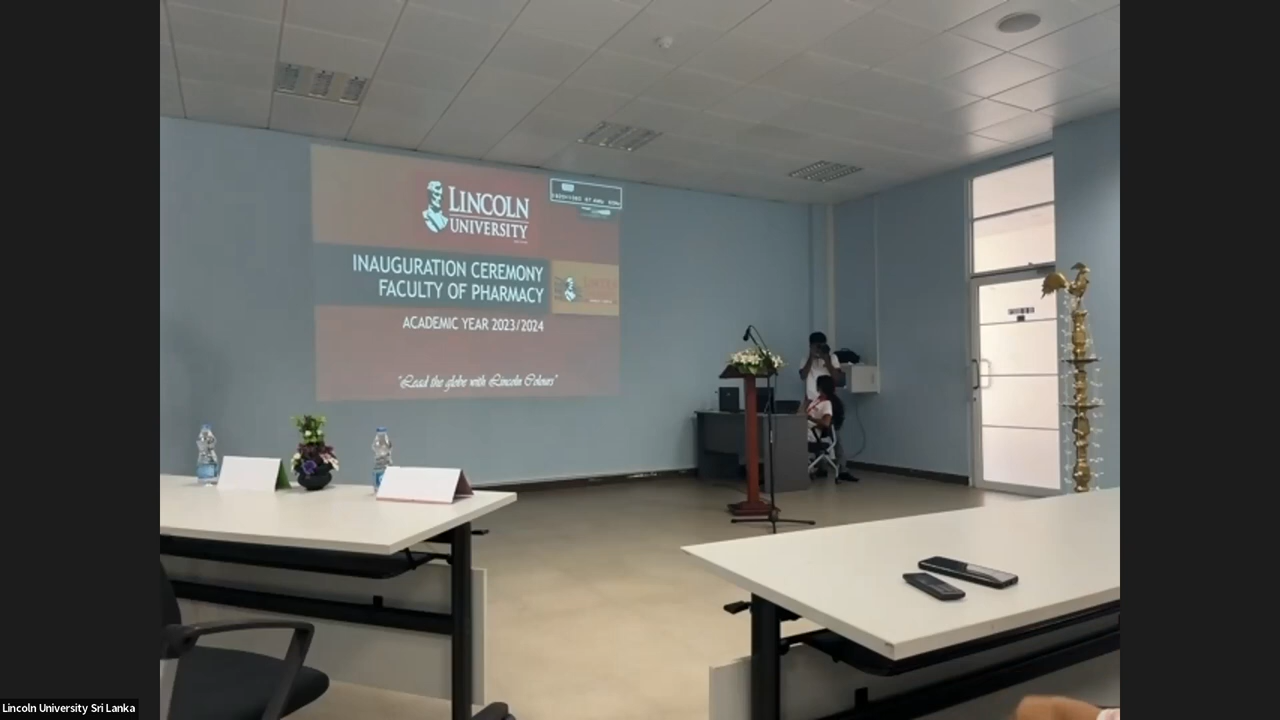 LINCOLN
UNIVERSITY
INAUGURATION CEREMONY
FACULTY OF PHARMACY
ACADEMIC YEAR 2023/2024
"Lead the globe with Lincoln Colours"
Lincoln University Sri Lanka